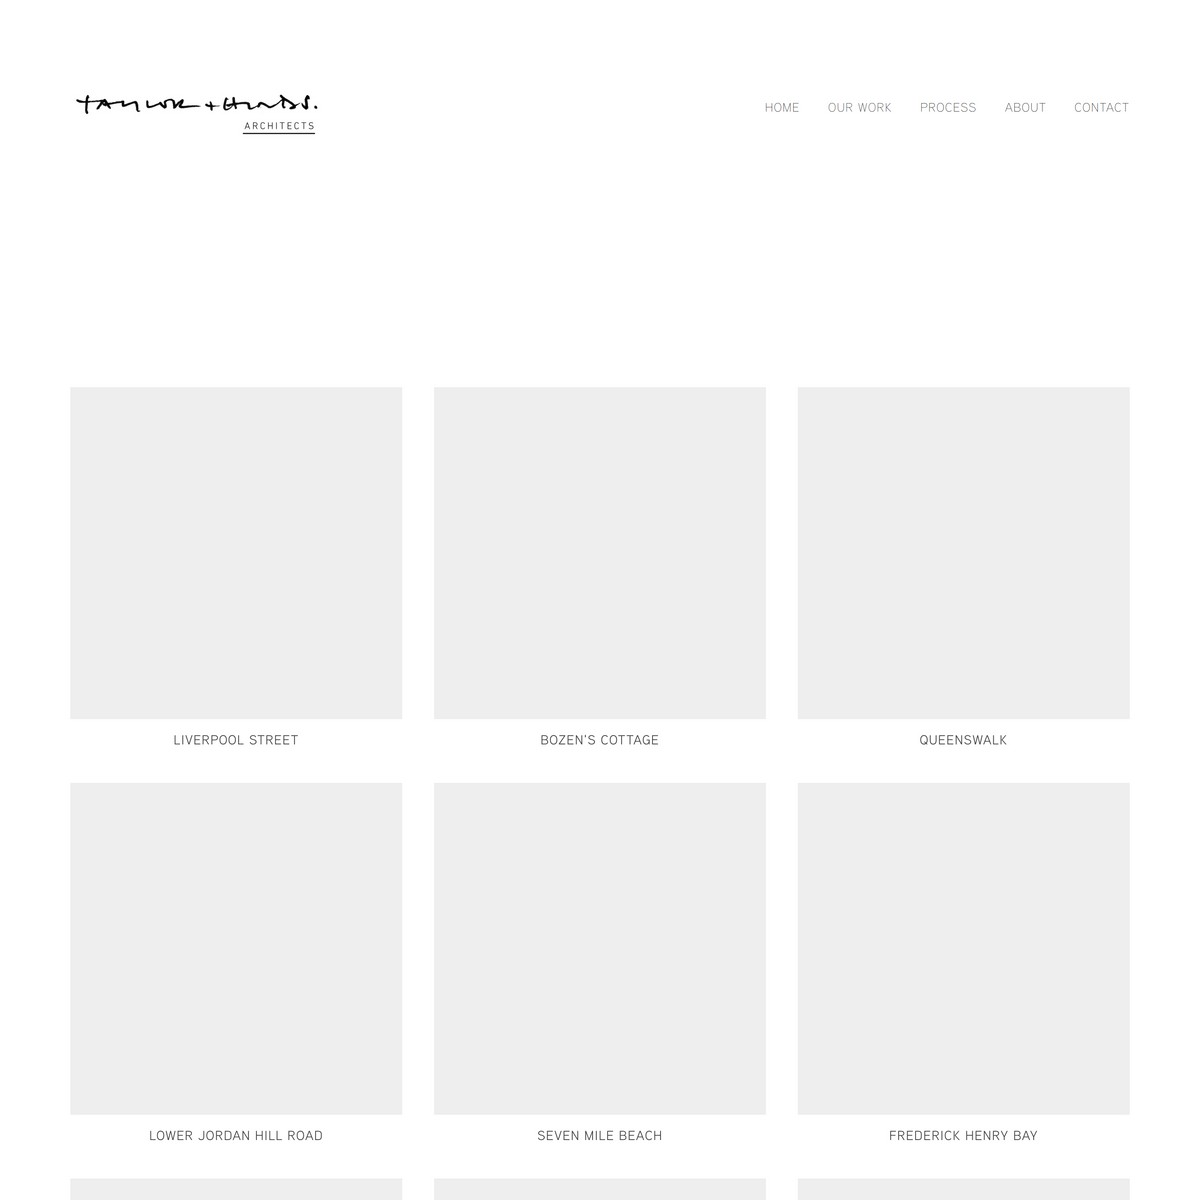 TAYLOR + HINDS.
ARCHITECTS
HOME OUR WORK PROCESS ABOUT CONTACT
LIVERPOOL STREET BOZEN'S COTTAGE QUEENSWALK
LOWER JORDAN HILL ROAD SEVEN MILE BEACH FREDERICK HENRY BAY